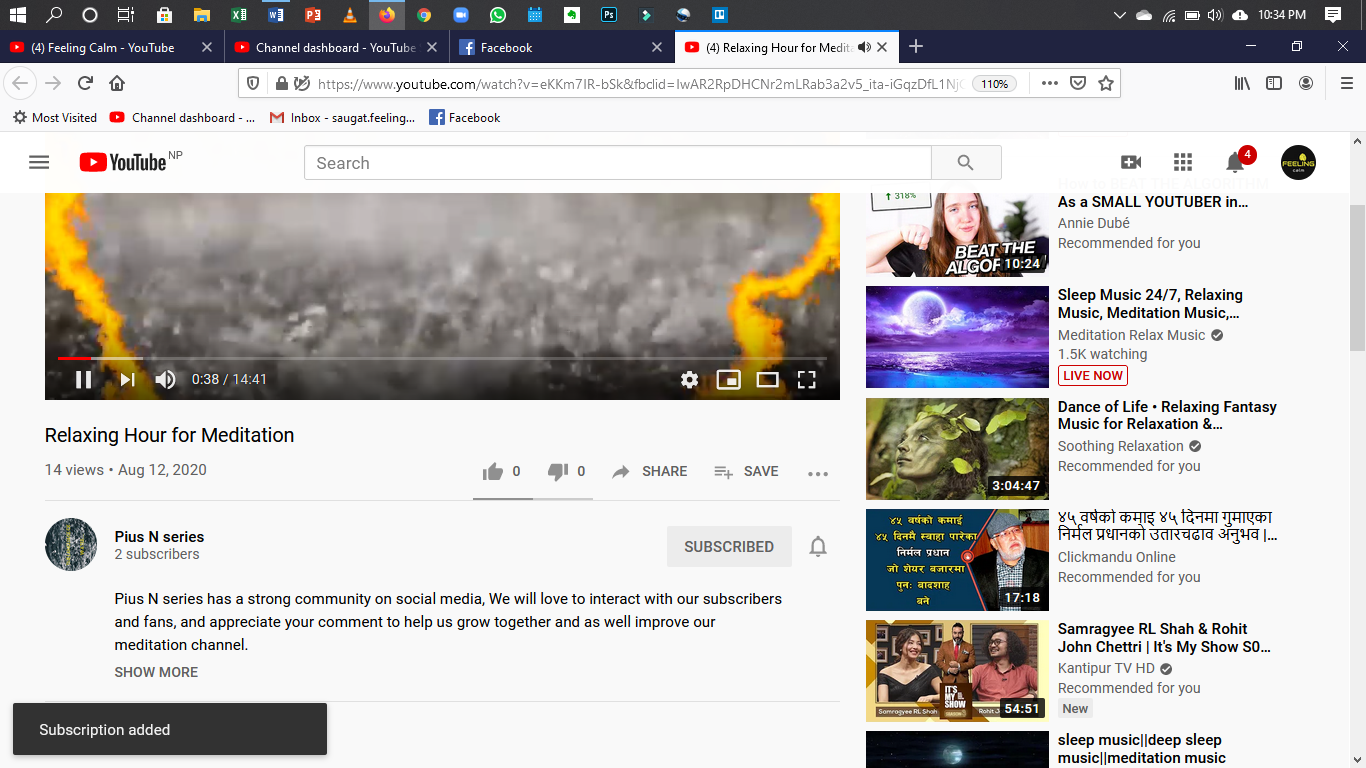 10:34 PM
(4) Feeling Calm - YouTube
Channel dashboard - YouTube
Facebook
(4) Relaxing Hour for Medita
https://www.youtube.com/watch?v=eKKm7IR-bSk&fbclid=IwAR2RpDHCNr2mLRab3a2v5_ita-iGqzDfL1NjC
110%
Most Visited
Channel dashboard - ...
Inbox - saugat.feeling...
Facebook
YouTube NP
Search
4
FEELING
calm
318%
BEAT THE
ALGOR
10:24
How to BEAT THE ALGORITHM
As a SMALL YOUTUBER in...
Annie Dubé
Recommended for you
Sleep Music 24/7, Relaxing
Music, Meditation Music,...
Meditation Relax Music
1.5K watching
LIVE NOW
0:38 / 14:41
Relaxing Hour for Meditation
14 views • Aug 12, 2020
0
0
SHARE
SAVE
3:04:47
Dance of Life • Relaxing Fantasy
Music for Relaxation &...
Soothing Relaxation
Recommended for you
Pius N series
2 subscribers
SUBSCRIBED
Pius N series has a strong community on social media, We will love to interact with our subscribers
and fans, and appreciate your comment to help us grow together and as well improve our
meditation channel.
SHOW MORE
४५ वर्षको कमाई
४५ दिनमै स्वाहा पारेका
निर्मल प्रधान
जो शेयर बजारमा
पुनः बादशाह
बने
17:18
४५ वर्षको कमाइ ४५ दिनमा गुमाएका
निर्मल प्रधानको उतारचढाव अनुभव |...
Clickmandu Online
Recommended for you
IT'S
MY
SHOW
Samragyee RL Shah
54:51
Samragyee RL Shah & Rohit
John Chettri | It's My Show S0...
Kantipur TV HD
Recommended for you
New
Subscription added
sleep music||deep sleep
music||meditation music